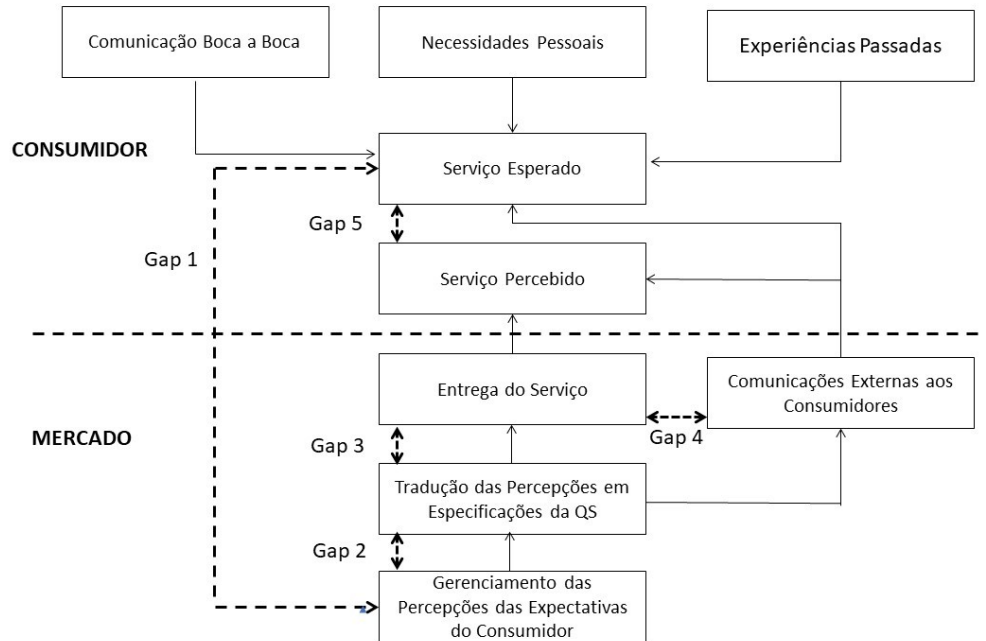 Comunicação Boca a Boca
Necessidades Pessoais
Experiências Passadas
CONSUMIDOR
Serviço Esperado
Gap 5
Gap 1
Serviço Percebido
Entrega do Serviço
Comunicações Externas aos
Consumidores
MERCADO
Gap 4
Gap 3
Tradução das Percepções em
Especificações da QS
Gap 2
Gerenciamento das
Percepções das Expectativas
do Consumidor